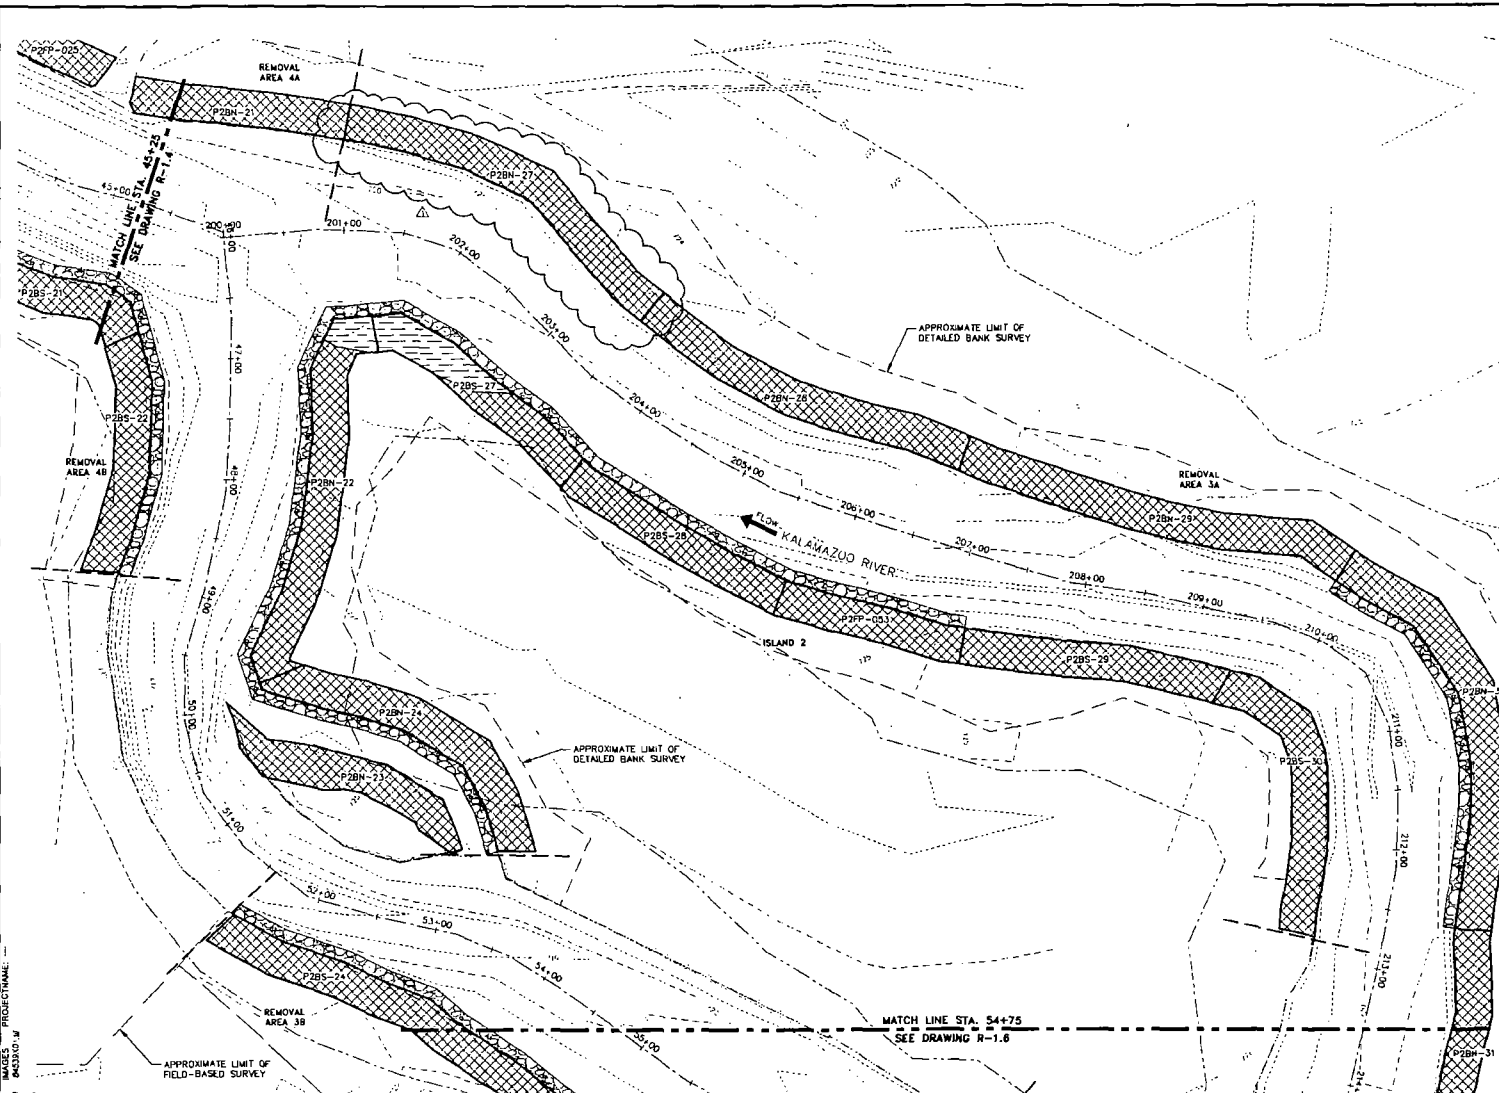 P2FP-025
REMOVAL
AREA 4A
P2BN-21
MATCH LINE STA. 45+25
SEE DRAWING R-1.4
45+00
P2BN-27
200+00
46+00
201+00
202+00
P2BS-21
203+00
APPROXIMATE LIMIT OF
DETAILED BANK SURVEY
47+00
P2BS-27
P2BN-28
204+00
P2BS-22
REMOVAL
AREA 4B
48+00
P2BN-22
205+00
REMOVAL
AREA 3A
206+00
P2BN-29
FLOW
KALAMAZOO RIVER
P2BS-28
207+00
208+00
209+00
49+00
P2FP-053
210+00
ISLAND 2
P2BS-29
50+00
P2BN-24
211+00
APPROXIMATE LIMIT OF
DETAILED BANK SURVEY
P2BS-30
P2BN-23
51+00
212+00
52+00
53+00
54+00
P2BS-24
213+00
REMOVAL
AREA 3B
MATCH LINE STA. 54+75
SEE DRAWING R-1.6
55+00
P2BN-31
APPROXIMATE LIMIT OF
FIELD-BASED SURVEY
IMAGES
PROJECTNAME: